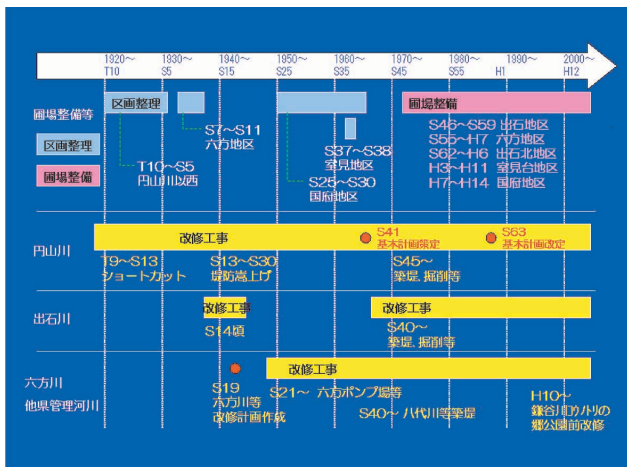 1920～ 1930～ 1940～ 1950～ 1960～ 1970～ 1980～ 1990～ 2000～
T10 S5 S15 S25 S35 S45 S55 H1 H12
圃場整備等
区画整理
圃場整備
区画整理
T10～S5
円山川以西
S7～S11
六方地区
S25～S30
国府地区
S37～S38
室見地区
圃場整備
S46～S59 出石地区
S55～H7 六方地区
S62～H6 出石北地区
H3～H11 室見台地区
H7～H14 国府地区
円山川
改修工事
T9～S13
ショートカット
S13～S30
堤防嵩上げ
S41
基本計画策定
S45～
築堤、掘削等
S63
基本計画改定
出石川
改修工事
S14頃
改修工事
S40～
築堤、掘削等
六方川
他県管理河川
S19
六方川等
改修計画作成
改修工事
S21～ 六方ポンプ場等
S40～ 八代川等築堤
H10～
鎌谷川コウノトリの
郷公園前改修